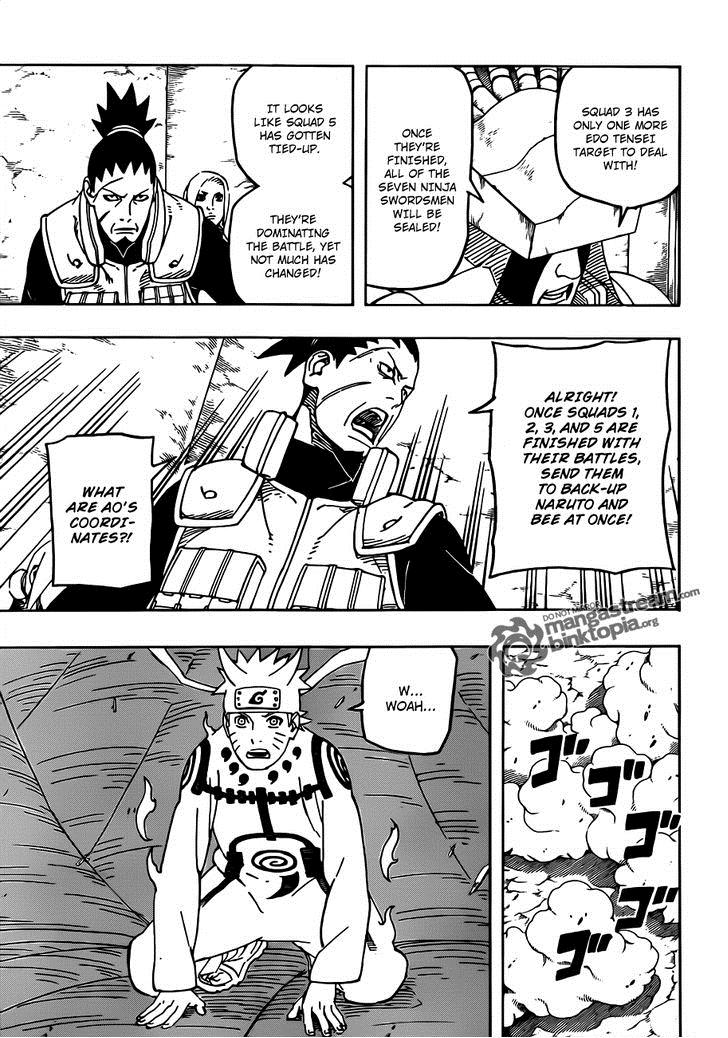 SQUAD 3 HAS
ONLY ONE MORE
EDO TENSEI
TARGET TO DEAL
WITH!
ONCE
THEY'RE
FINISHED,
ALL OF THE
SEVEN NINJA
SWORDSMEN
WILL BE
SEALED!
IT LOOKS
LIKE SQUAD 5
HAS GOTTEN
TIED-UP.
THEY'RE
DOMINATING
THE BATTLE, YET
NOT MUCH HAS
CHANGED!
ALRIGHT!
ONCE SQUADS 1,
2, 3, AND 5 ARE
FINISHED WITH
THEIR BATTLES,
SEND THEM
TO BACK-UP
NARUTO AND
BEE AT ONCE!
WHAT
ARE AO'S
COORDI-
NATES?!
DO NOT MIRROR
mangastream.com
binktopia.org
ゴゴゴゴゴ
W...
WOAH...